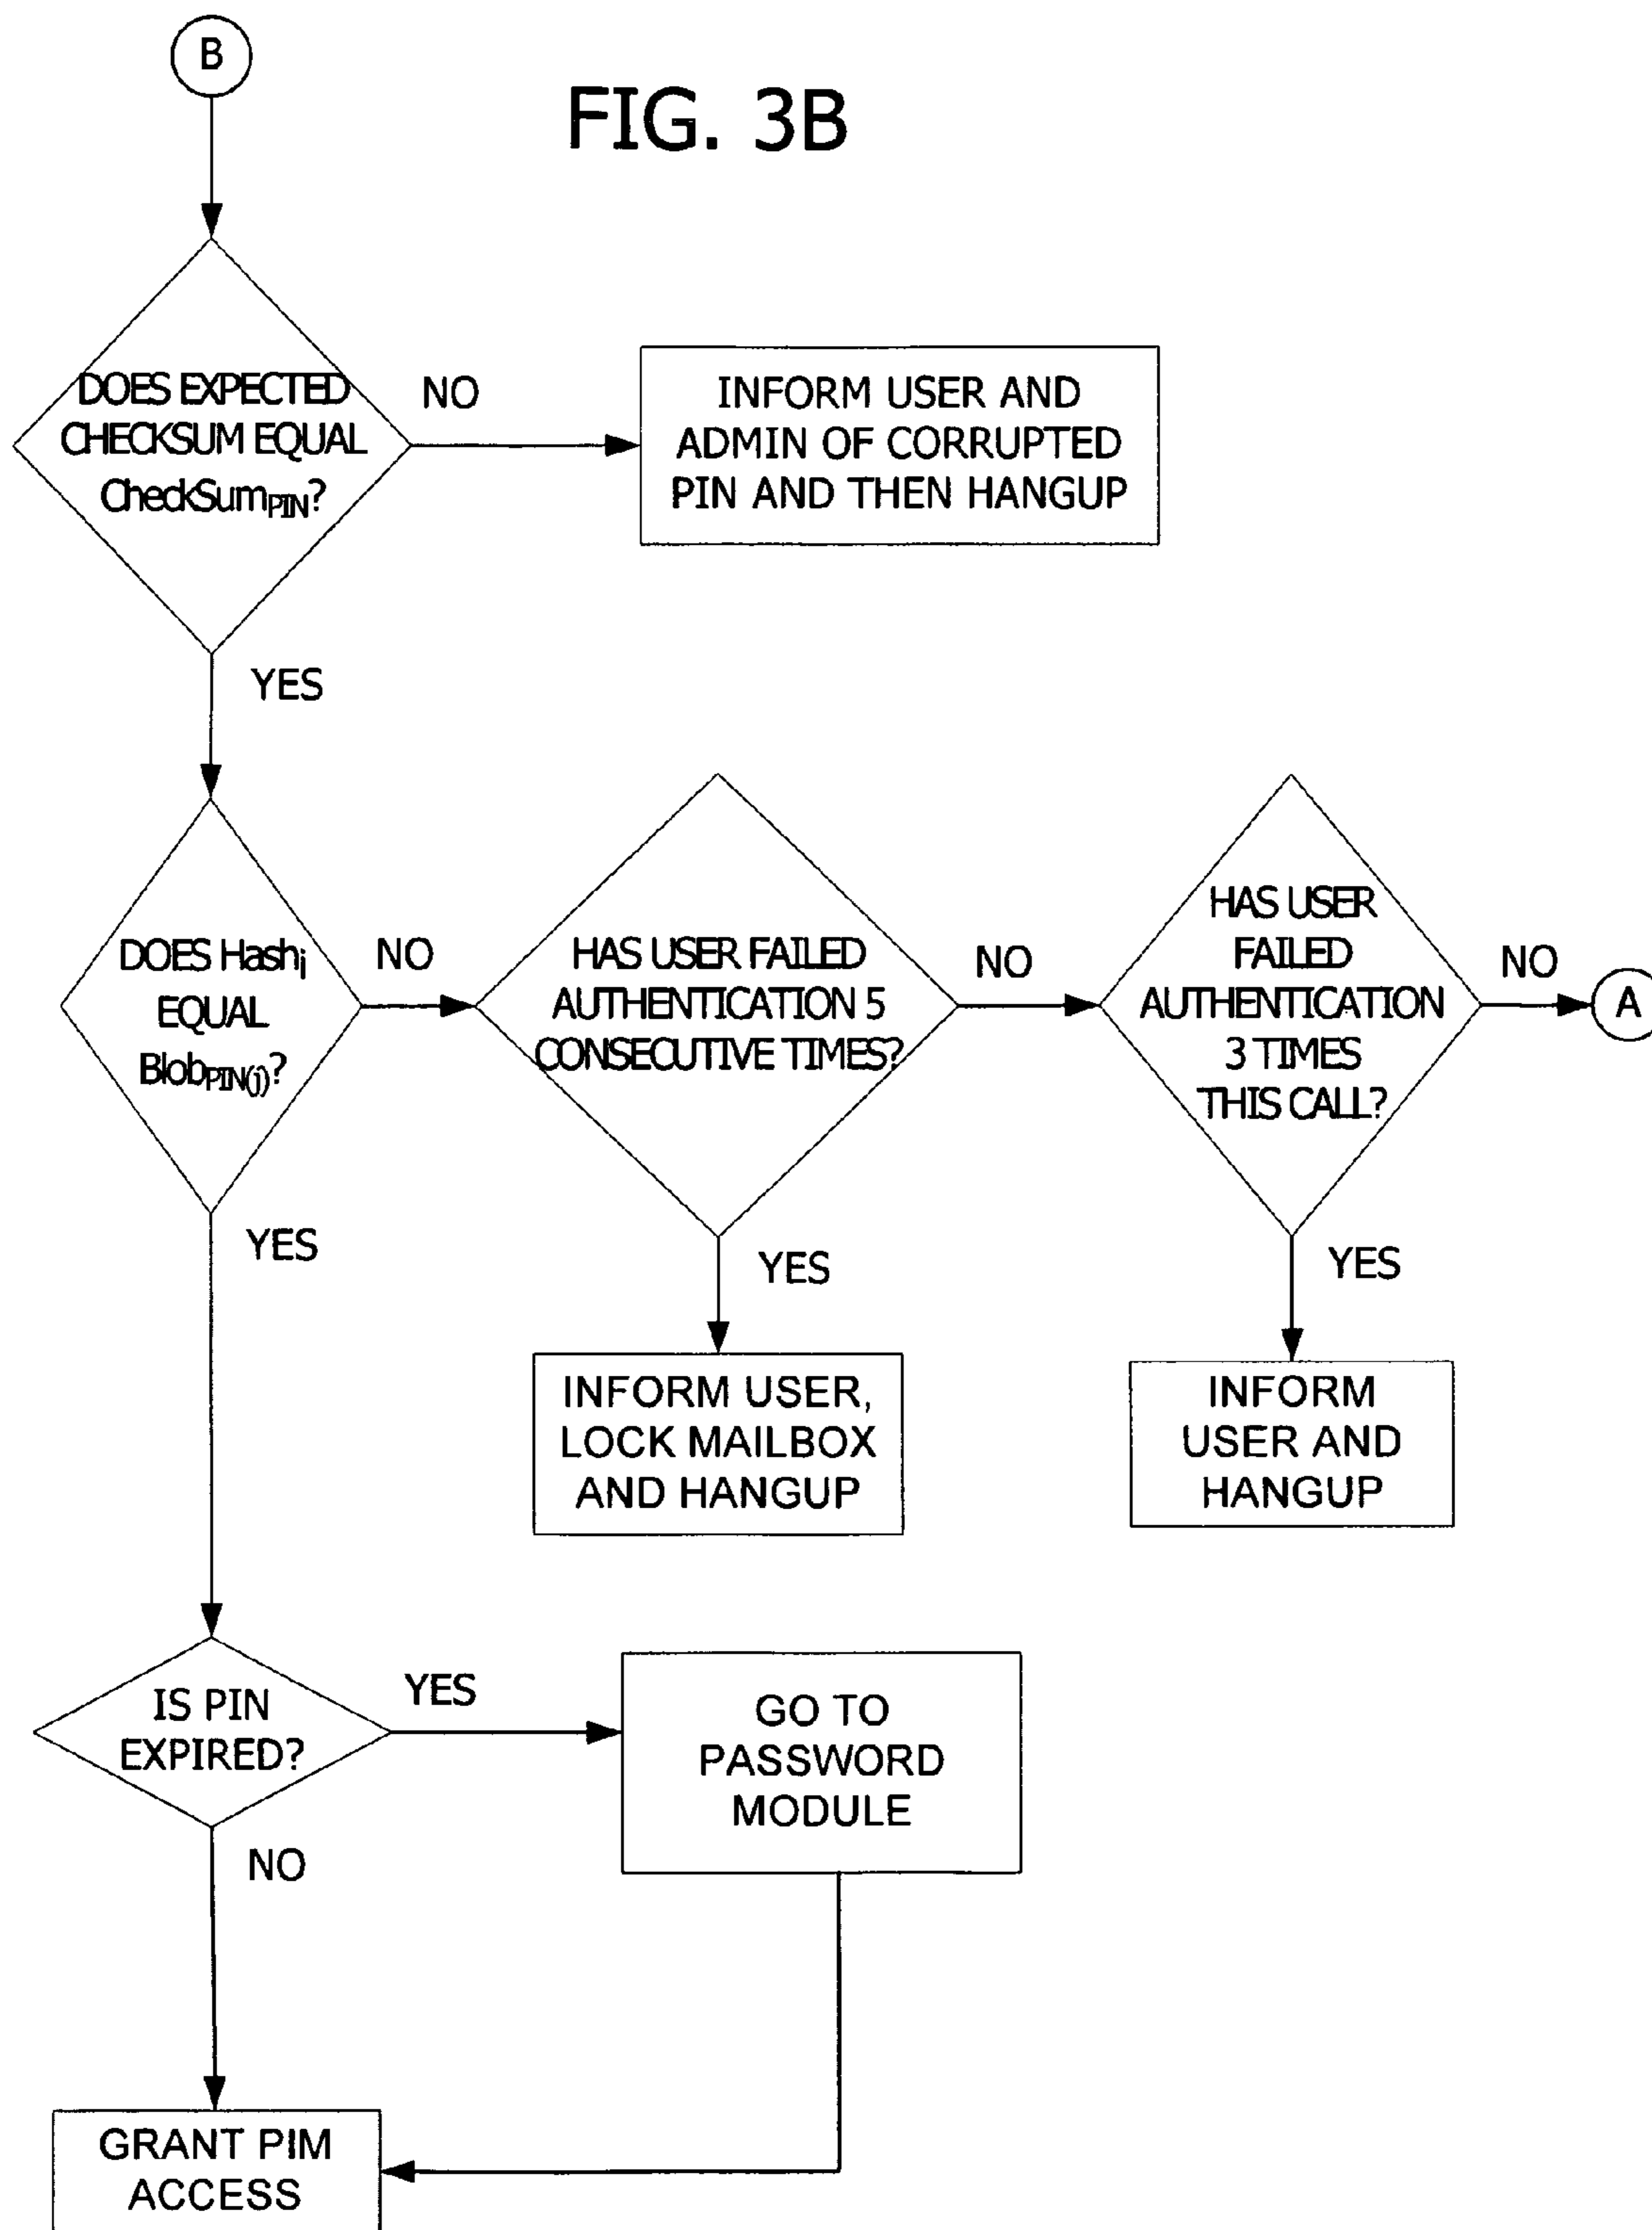 B
FIG. 3B
DOES EXPECTED
CHECKSUM EQUAL
CheckSumPIN?
NO
INFORM USER AND
ADMIN OF CORRUPTED
PIN AND THEN HANGUP
YES
DOES Hashi
EQUAL
BlobPIN(j)?
NO
HAS USER FAILED
AUTHENTICATION 5
CONSECUTIVE TIMES?
NO
HAS USER
FAILED
AUTHENTICATION
3 TIMES
THIS CALL?
NO
A
YES
YES
INFORM USER,
LOCK MAILBOX
AND HANGUP
YES
INFORM
USER AND
HANGUP
IS PIN
EXPIRED?
YES
GO TO
PASSWORD
MODULE
NO
GRANT PIM
ACCESS